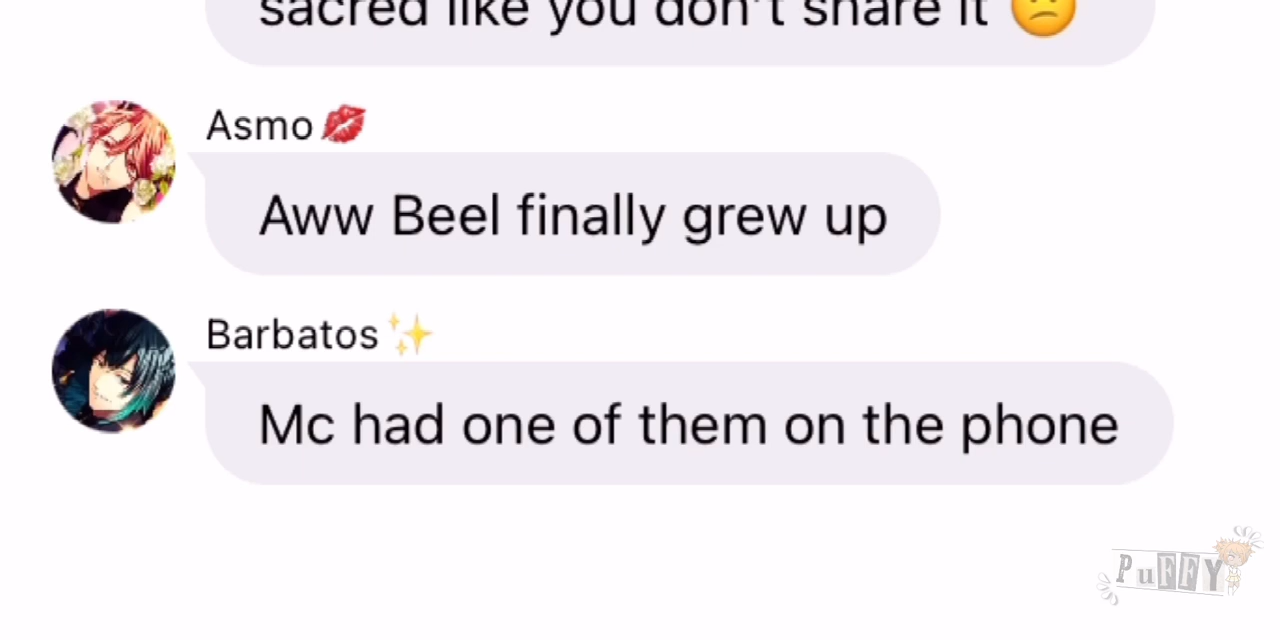 sacred like you don't share it 😕
Asmo💋
Aww Beel finally grew up
Barbatos✨
Mc had one of them on the phone
PuFFY